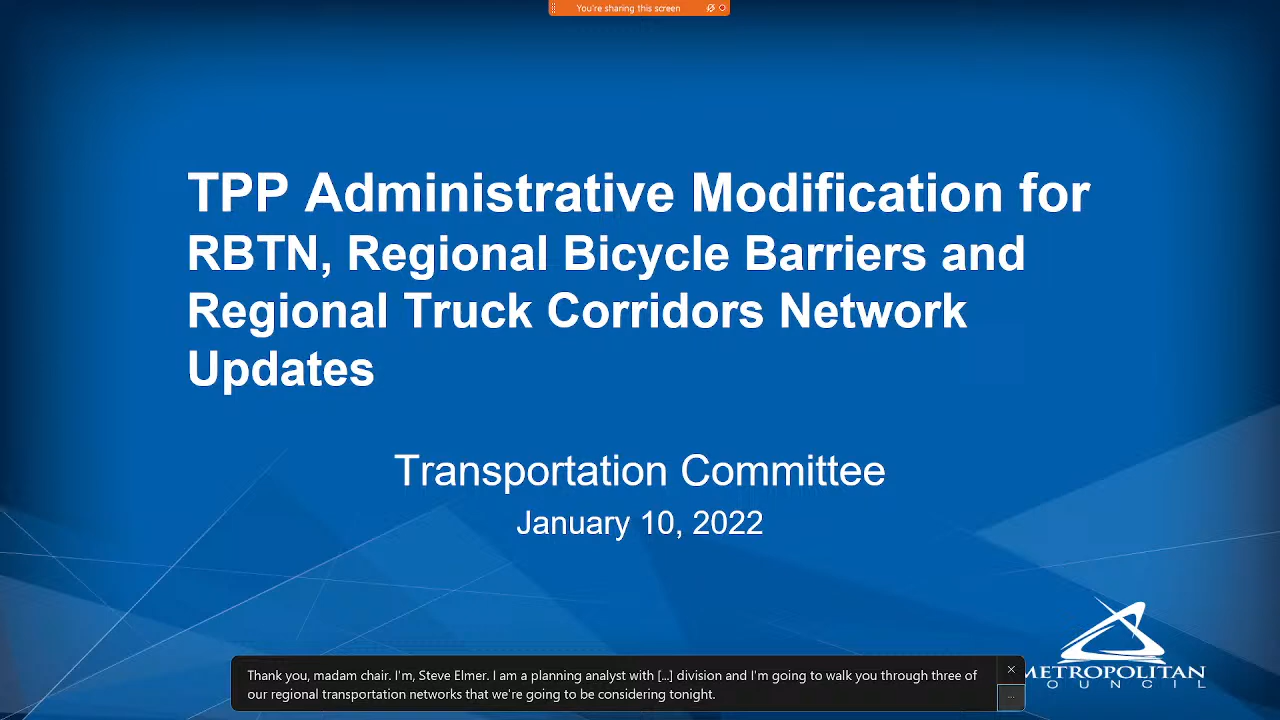 You're sharing this screen
TPP Administrative Modification for
RBTN, Regional Bicycle Barriers and
Regional Truck Corridors Network
Updates
Transportation Committee
January 10, 2022
METROPOLITAN
COUNCIL
Thank you, madam chair. I'm, Steve Elmer. I am a planning analyst with [...] division and I'm going to walk you through three of
our regional transportation networks that we're going to be considering tonight.